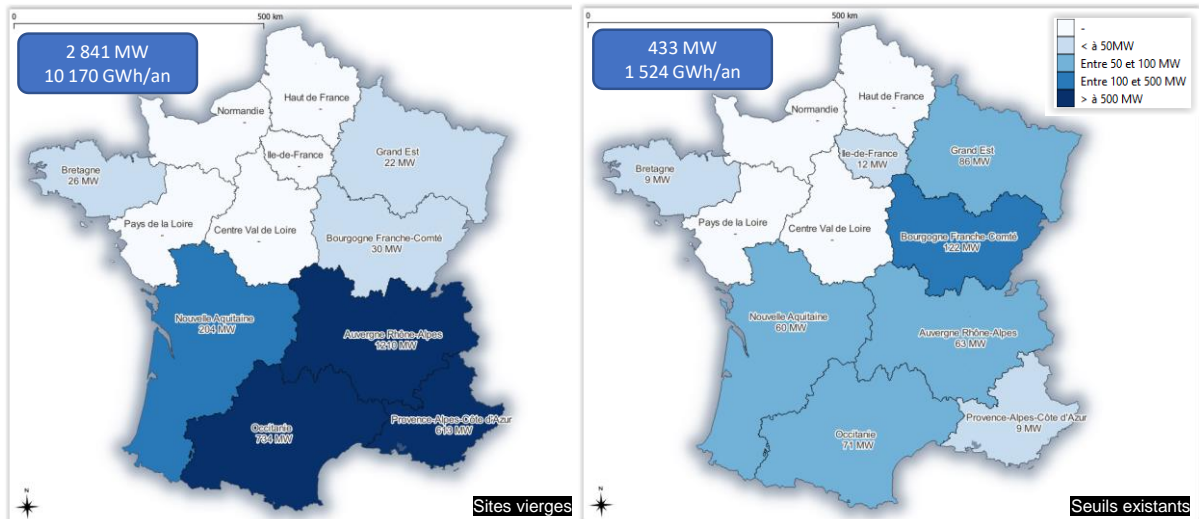 0
500 km
2 841 MW
10 170 GWh/an
Haut de France
-
Normandie
-
Ile-de-France
-
Grand Est
22 MW
Bretagne
26 MW
Pays de la Loire
-
Centre Val de Loire
-
Bourgogne Franche-Comté
30 MW
Nouvelle Aquitaine
204 MW
Auvergne Rhône-Alpes
1210 MW
Provence-Alpes-Côte d'Azur
613 MW
Occitanie
734 MW
N
Sites vierges
0
500 km
433 MW
1 524 GWh/an
-
< à 50MW
Entre 50 et 100 MW
Entre 100 et 500 MW
> à 500 MW
Haut de France
-
Normandie
-
Ile-de-France
12 MW
Grand Est
86 MW
Bretagne
9 MW
Pays de la Loire
-
Centre Val de Loire
-
Bourgogne Franche-Comté
122 MW
Nouvelle Aquitaine
60 MW
Auvergne Rhône-Alpes
63 MW
Provence-Alpes-Côte d'Azur
9 MW
Occitanie
71 MW
N
Seuils existants